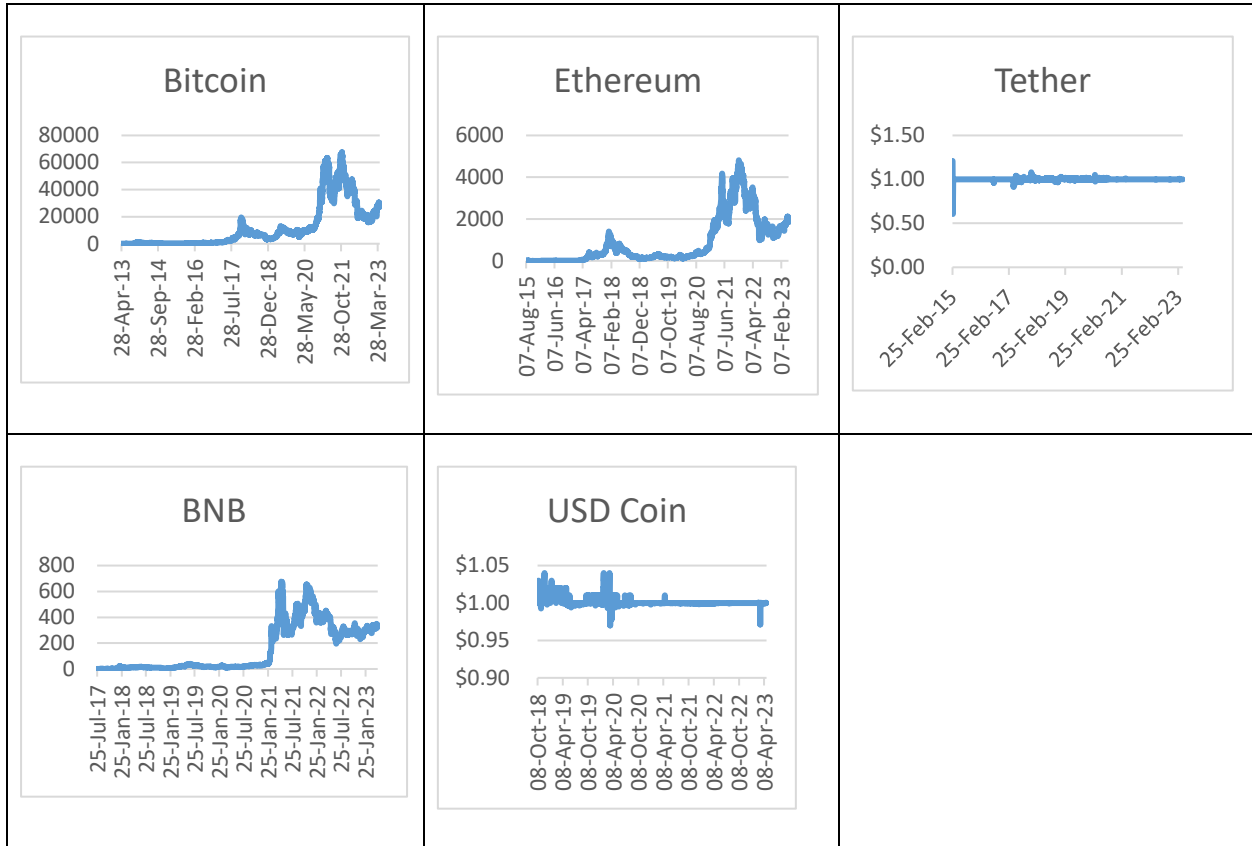 Bitcoin
80000
60000
40000
20000
0
28-Apr-13
28-Sep-14
28-Feb-16
28-Jul-17
28-Dec-18
28-May-20
28-Oct-21
28-Mar-23
Ethereum
6000
4000
2000
0
07-Aug-15
07-Jun-16
07-Apr-17
07-Feb-18
07-Dec-18
07-Oct-19
07-Aug-20
07-Jun-21
07-Apr-22
07-Feb-23
Tether
$1.50
$1.00
$0.50
$0.00
25-Feb-15
25-Feb-17
25-Feb-19
25-Feb-21
25-Feb-23
BNB
800
600
400
200
0
25-Jul-17
25-Jan-18
25-Jul-18
25-Jan-19
25-Jul-19
25-Jan-20
25-Jul-20
25-Jan-21
25-Jul-21
25-Jan-22
25-Jul-22
25-Jan-23
USD Coin
$1.05
$1.00
$0.95
$0.90
08-Oct-18
08-Apr-19
08-Oct-19
08-Apr-20
08-Oct-20
08-Apr-21
08-Oct-21
08-Apr-22
08-Oct-22
08-Apr-23